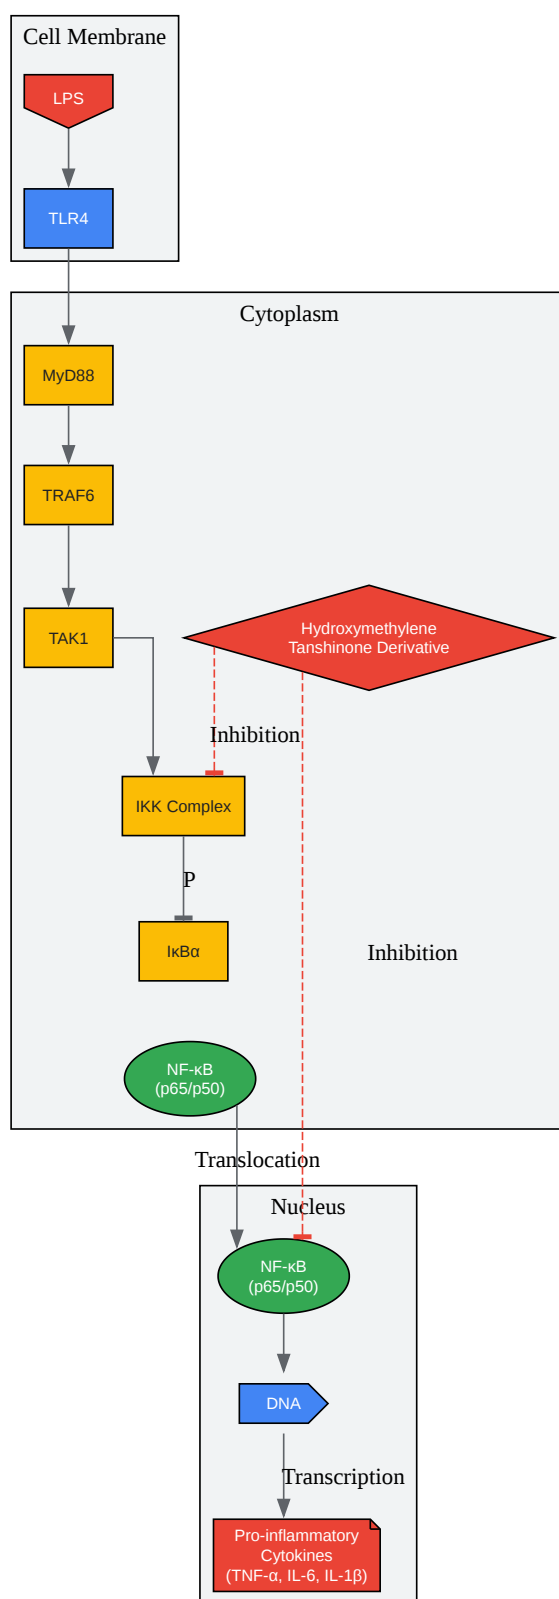 Cell Membrane
LPS
TLR4
Cytoplasm
MyD88
TRAF6
TAK1
Hydroxymethylene
Tanshinone Derivative
Inhibition
IKK Complex
P
IκBα
Inhibition
NF-κB
(p65/p50)
Translocation
Nucleus
NF-κB
(p65/p50)
DNA
Transcription
Pro-inflammatory
Cytokines
(TNF-α, IL-6, IL-1β)